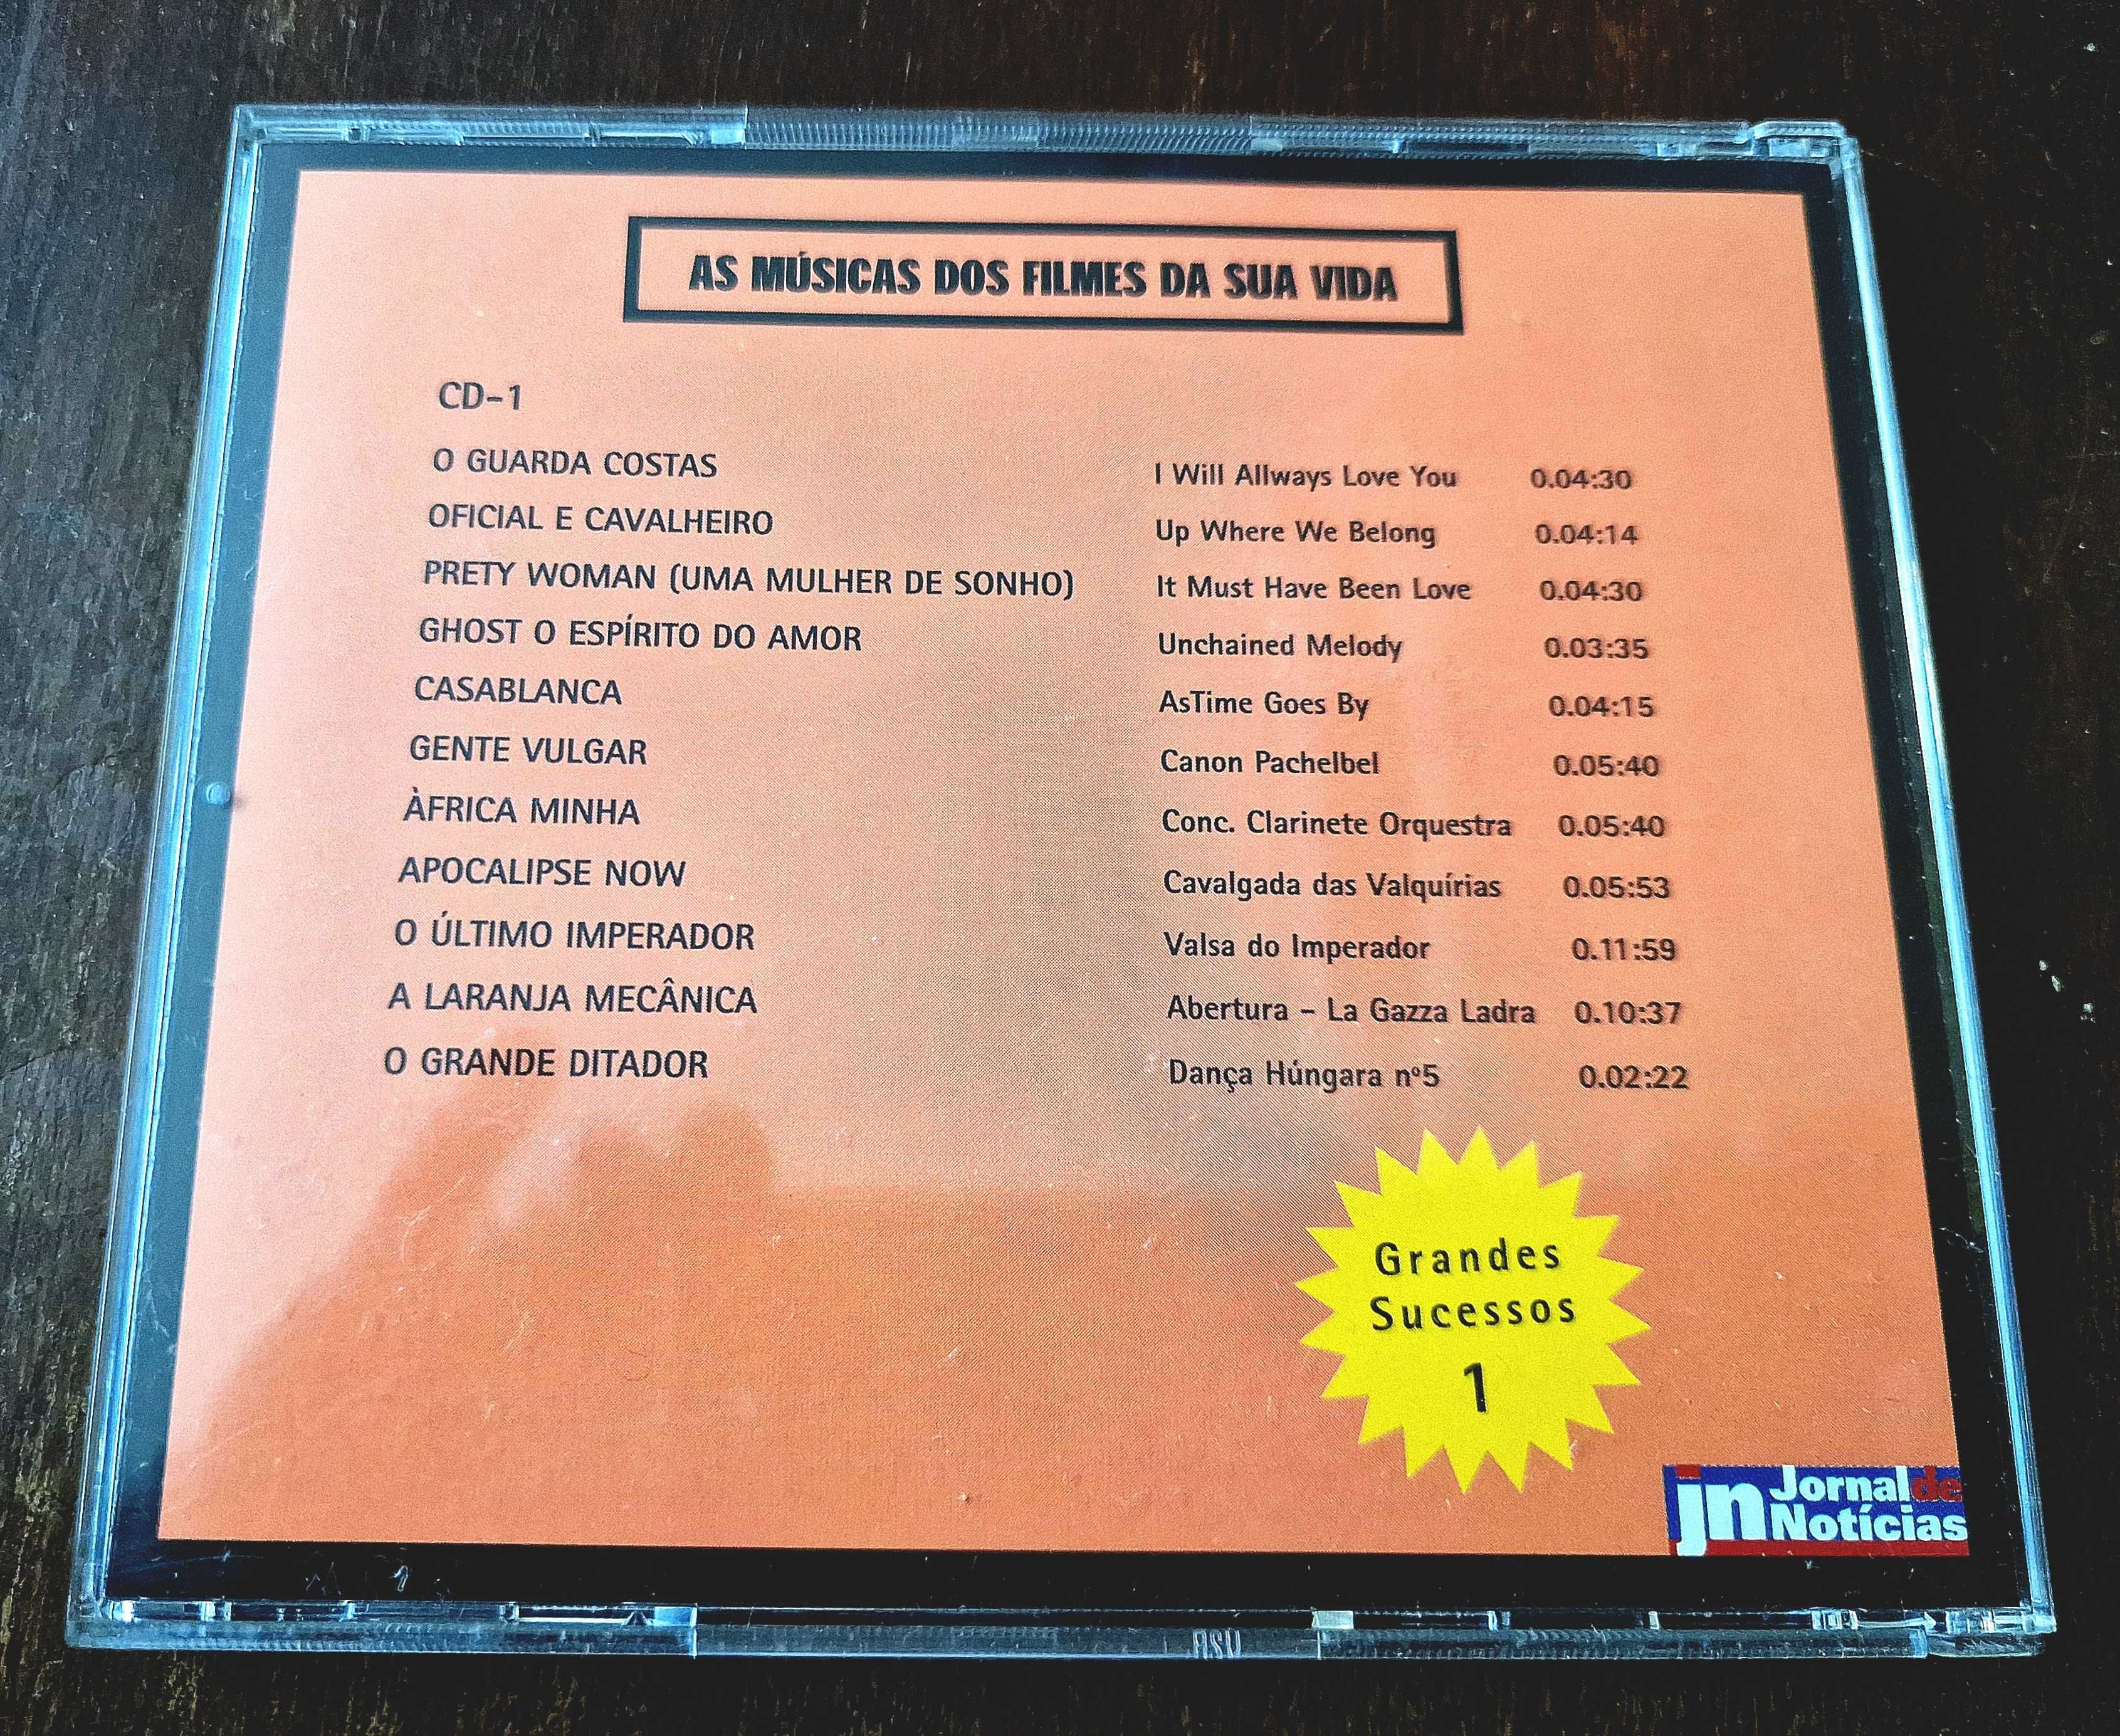 AS MÚSICAS DOS FILMES DA SUA VIDA
CD-1
O GUARDA COSTAS I Will Allways Love You 0.04:30
OFICIAL E CAVALHEIRO Up Where We Belong 0.04:14
PRETY WOMAN (UMA MULHER DE SONHO) It Must Have Been Love 0.04:30
GHOST O ESPÍRITO DO AMOR Unchained Melody 0.03:35
CASABLANCA AsTime Goes By 0.04:15
GENTE VULGAR Canon Pachelbel 0.05:40
ÀFRICA MINHA Conc. Clarinete Orquestra 0.05:40
APOCALIPSE NOW Cavalgada das Valquírias 0.05:53
O ÚLTIMO IMPERADOR Valsa do Imperador 0.11:59
A LARANJA MECÂNICA Abertura - La Gazza Ladra 0.10:37
O GRANDE DITADOR Dança Húngara nº5 0.02:22
Grandes
Sucessos
1
jn Jornal de
Notícias